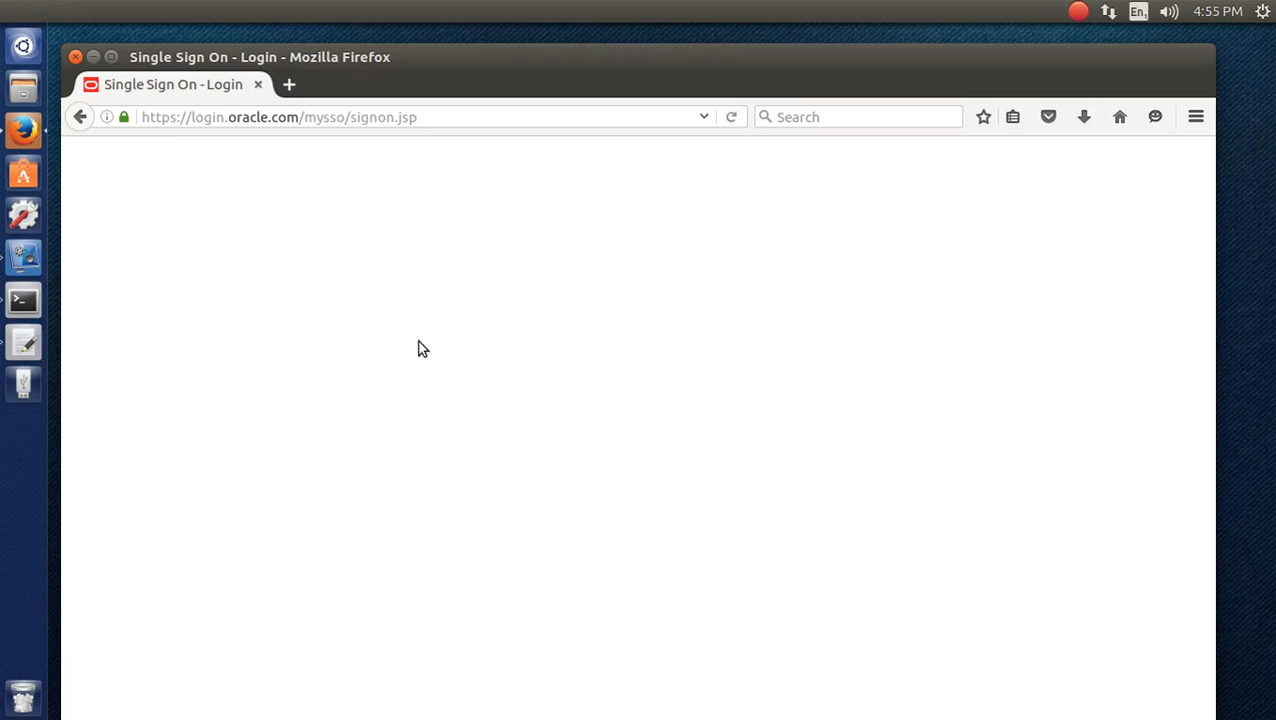 En1
4:55 PM
Single Sign On - Login - Mozilla Firefox
Single Sign On - Login
https://login.oracle.com/mysso/signon.jsp
Search